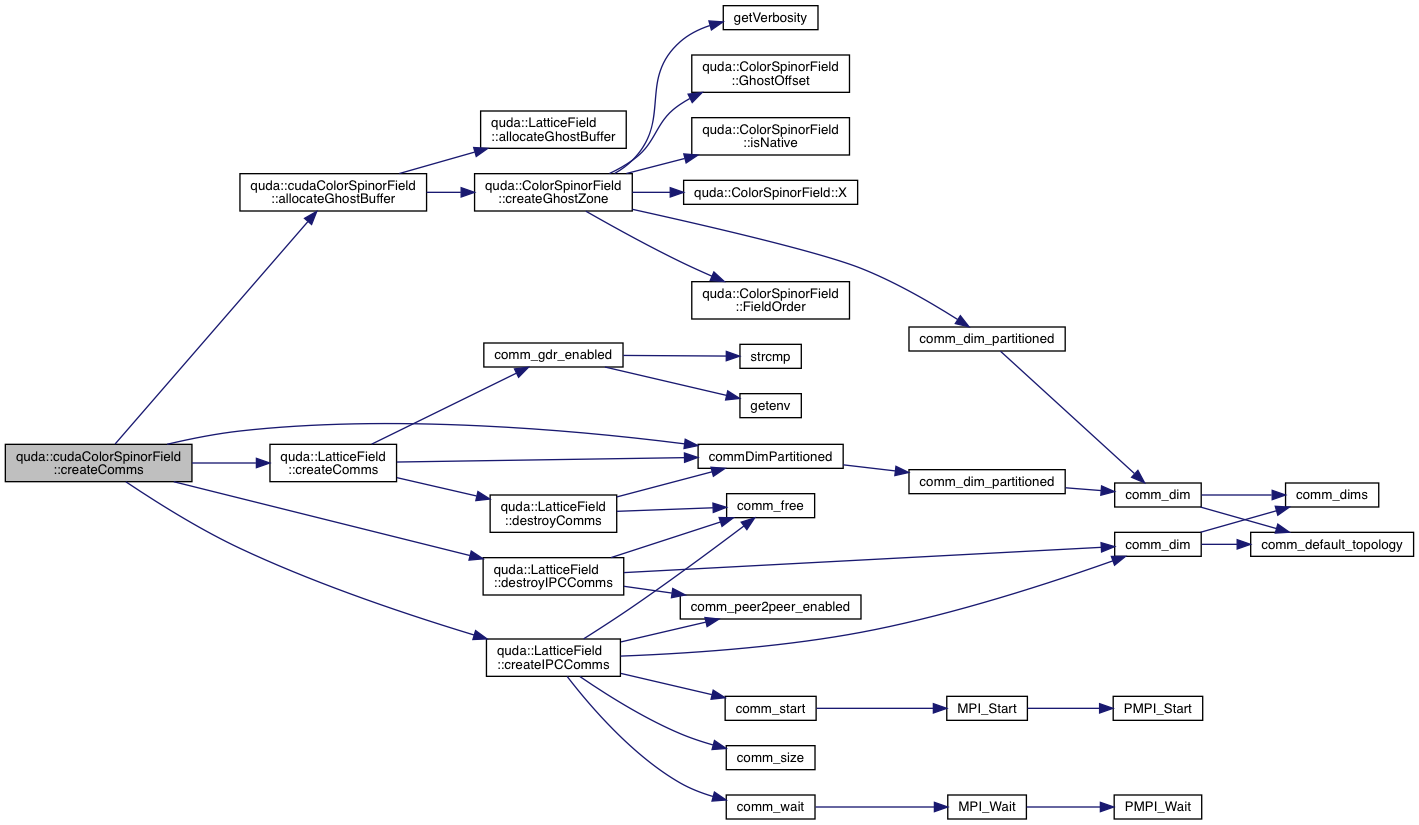 getVerbosity
quda::ColorSpinorField
::GhostOffset
quda::LatticeField
::allocateGhostBuffer
quda::ColorSpinorField
::isNative
quda::cudaColorSpinorField
::allocateGhostBuffer
quda::ColorSpinorField
::createGhostZone
quda::ColorSpinorField::X
quda::ColorSpinorField
::FieldOrder
comm_dim_partitioned
comm_gdr_enabled
strcmp
getenv
quda::cudaColorSpinorField
::createComms
quda::LatticeField
::createComms
commDimPartitioned
comm_dim_partitioned
comm_dim
comm_dims
quda::LatticeField
::destroyComms
comm_free
comm_dim
comm_default_topology
quda::LatticeField
::destroyIPCComms
comm_peer2peer_enabled
quda::LatticeField
::createIPCComms
comm_start
MPI_Start
PMPI_Start
comm_size
comm_wait
MPI_Wait
PMPI_Wait